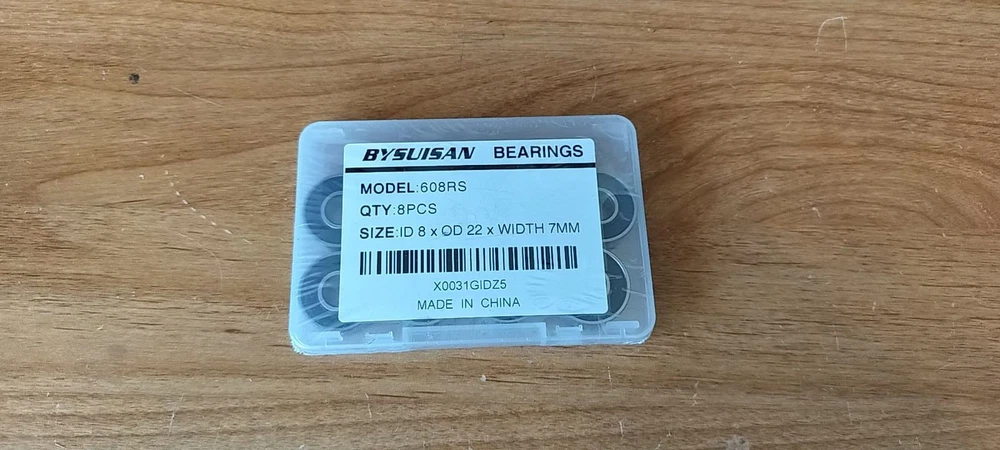 BYSUISAN BEARINGS
MODEL:608RS
QTY:8PCS
SIZE:ID 8 x OD 22 x WIDTH 7MM
X0031GIDZ5
MADE IN CHINA